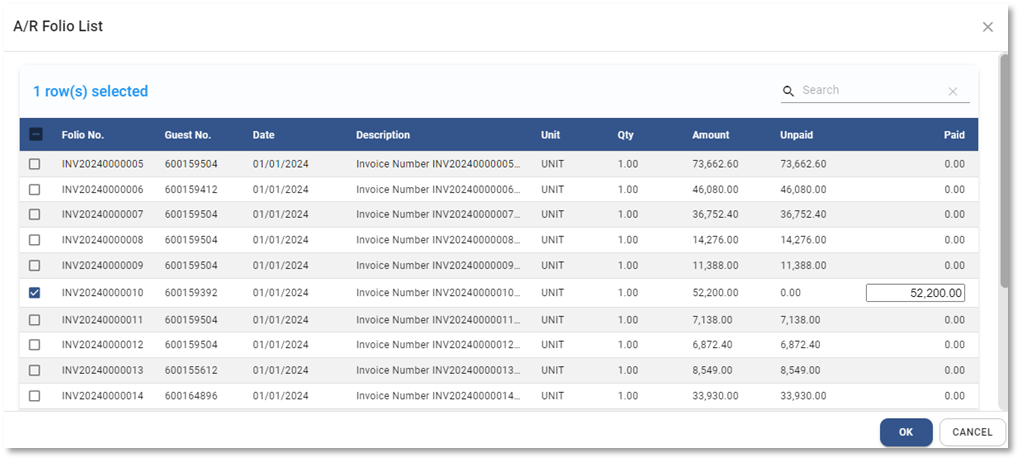 A/R Folio List
1 row(s) selected
Search
Folio No. Guest No. Date Description Unit Qty Amount Unpaid Paid
INV20240000005 600159504 01/01/2024 Invoice Number INV20240000005... UNIT 1.00 73,662.60 73,662.60 0.00
INV20240000006 600159412 01/01/2024 Invoice Number INV20240000006... UNIT 1.00 46,080.00 46,080.00 0.00
INV20240000007 600159504 01/01/2024 Invoice Number INV20240000007... UNIT 1.00 36,752.40 36,752.40 0.00
INV20240000008 600159504 01/01/2024 Invoice Number INV20240000008... UNIT 1.00 14,276.00 14,276.00 0.00
INV20240000009 600159504 01/01/2024 Invoice Number INV20240000009... UNIT 1.00 11,388.00 11,388.00 0.00
INV20240000010 600159392 01/01/2024 Invoice Number INV20240000010... UNIT 1.00 52,200.00 0.00 52,200.00
INV20240000011 600159504 01/01/2024 Invoice Number INV20240000011... UNIT 1.00 7,138.00 7,138.00 0.00
INV20240000012 600159504 01/01/2024 Invoice Number INV20240000012... UNIT 1.00 6,872.40 6,872.40 0.00
INV20240000013 600155612 01/01/2024 Invoice Number INV20240000013... UNIT 1.00 8,549.00 8,549.00 0.00
INV20240000014 600164896 01/01/2024 Invoice Number INV20240000014... UNIT 1.00 33,930.00 33,930.00 0.00
OK CANCEL